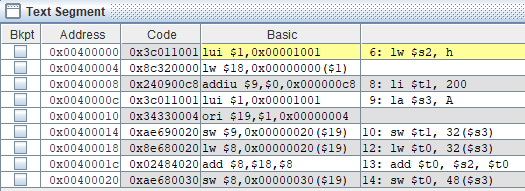 Text Segment
Bkpt Address Code Basic
0x00400000 0x3c011001 lui $1,0x00001001 6: lw $s2, h
0x00400004 0x8c320000 lw $18,0x00000000($1)
0x00400008 0x240900c8 addiu $9,$0,0x000000c8 8: li $t1, 200
0x0040000c 0x3c011001 lui $1,0x00001001 9: la $s3, A
0x00400010 0x34330004 ori $19,$1,0x00000004
0x00400014 0xae690020 sw $9,0x00000020($19) 10: sw $t1, 32($s3)
0x00400018 0x8e680020 lw $8,0x00000020($19) 12: lw $t0, 32($s3)
0x0040001c 0x02484020 add $8,$18,$8 13: add $t0, $s2, $t0
0x00400020 0xae680030 sw $8,0x00000030($19) 14: sw $t0, 48($s3)